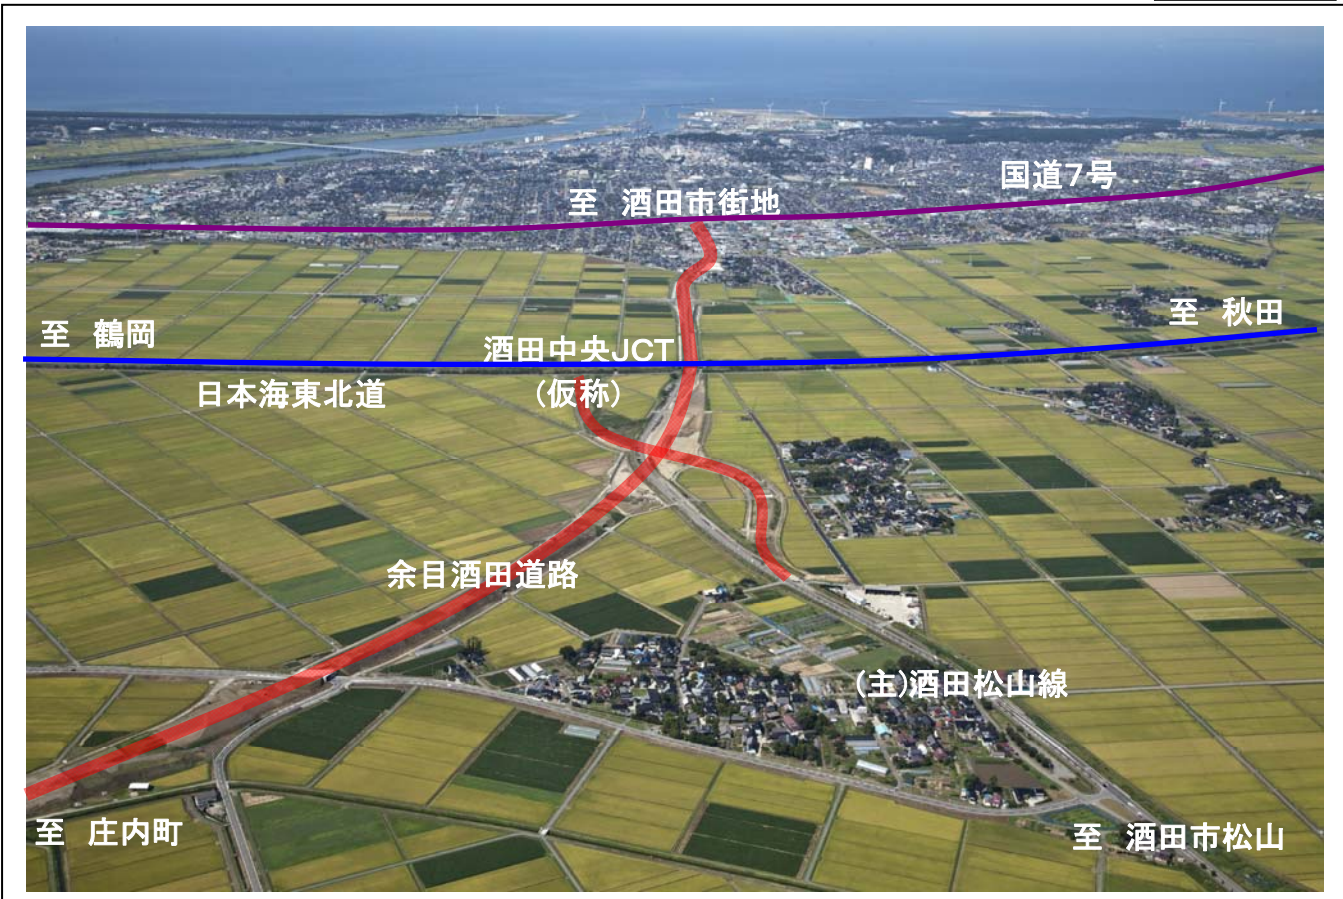 国道7号
至　酒田市街地
至　秋田
至　鶴岡
酒田中央JCT
(仮称)
日本海東北道
余目酒田道路
(主)酒田松山線
至　庄内町
至　酒田市松山